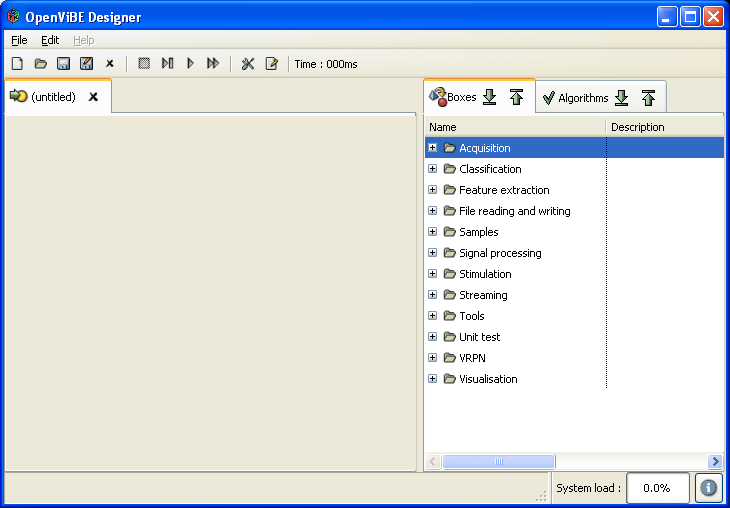 OpenViBE Designer
File Edit Help
Time : 000ms
(untitled)
Boxes Algorithms
Name Description
Acquisition
Classification
Feature extraction
File reading and writing
Samples
Signal processing
Stimulation
Streaming
Tools
Unit test
VRPN
Visualisation
System load : 0.0%